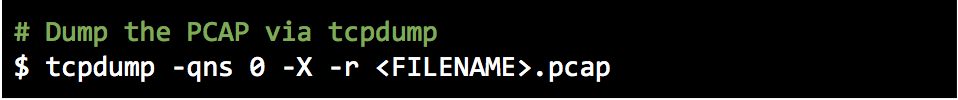 # Dump the PCAP via tcpdump
$ tcpdump -qns 0 -X -r <FILENAME>.pcap